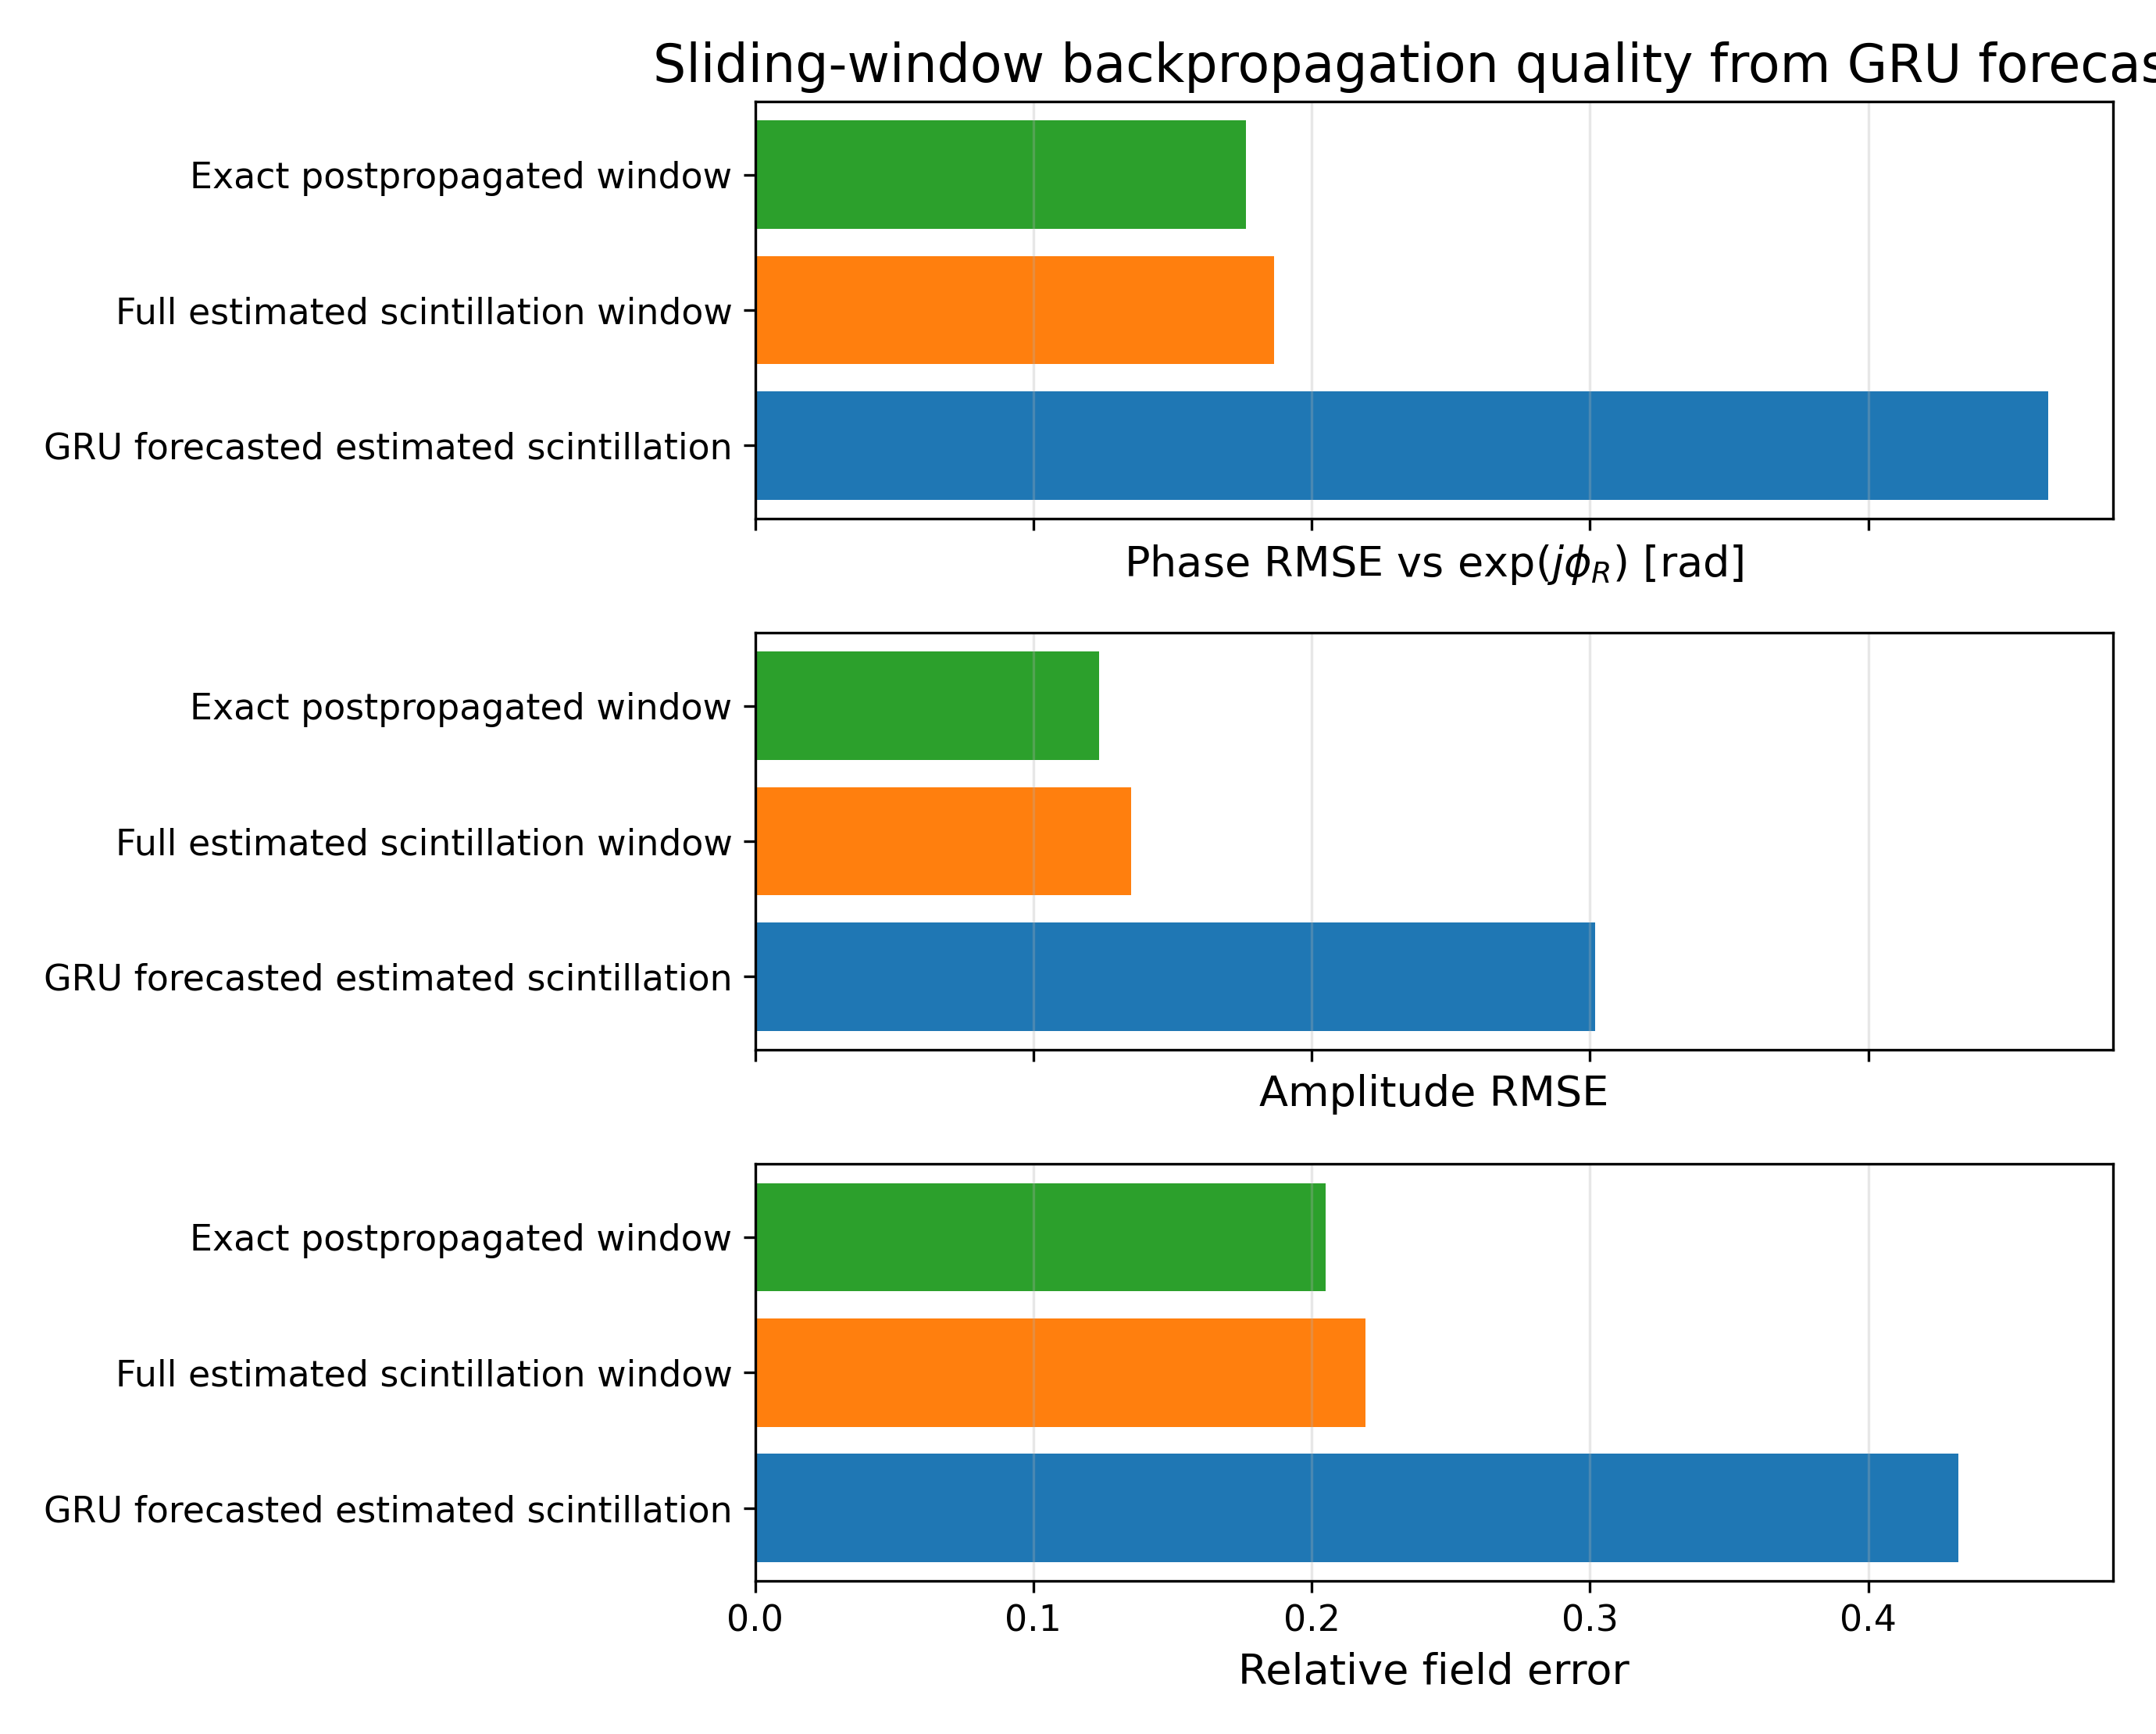 Sliding-window backpropagation quality from GRU forecas
Exact postpropagated window
Full estimated scintillation window
GRU forecasted estimated scintillation
Phase RMSE vs exp(jϕ_R) [rad]
Exact postpropagated window
Full estimated scintillation window
GRU forecasted estimated scintillation
Amplitude RMSE
Exact postpropagated window
Full estimated scintillation window
GRU forecasted estimated scintillation
0.0 0.1 0.2 0.3 0.4
Relative field error